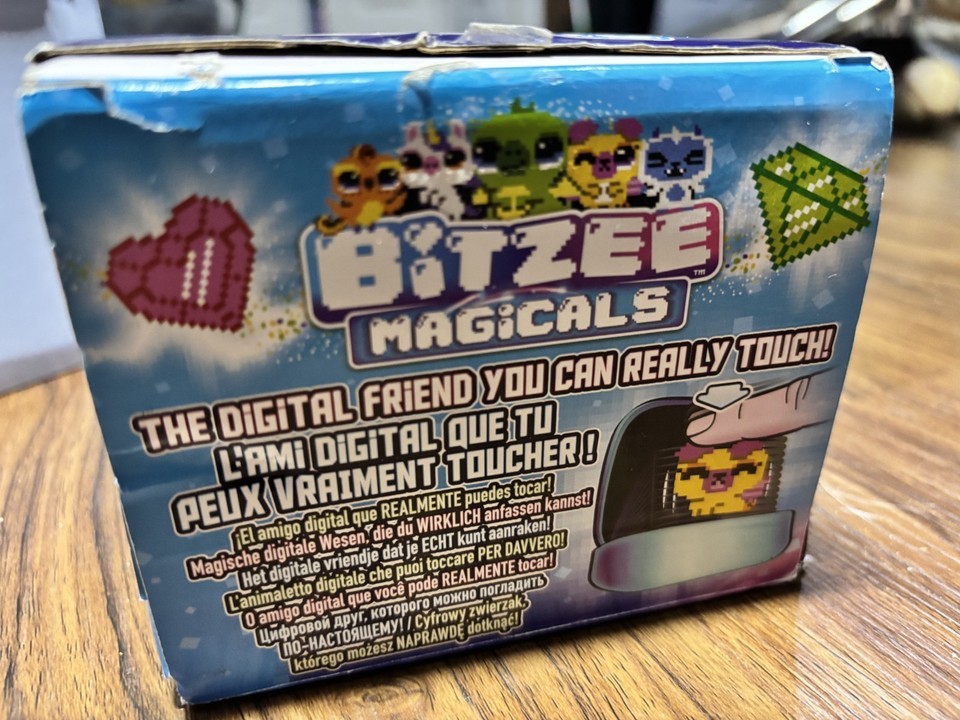 BiTZEE
™
MAGiCALS
THE DiGiTAL FRiEND YOU CAN REALLY TOUCH!
L'AMi DiGiTAL QUE TU
PEUX VRAiMENT TOUCHER !
¡El amigo digital que REALMENTE puedes tocar!
Magische digitale Wesen, die du WIRKLICH anfassen kannst!
Het digitale vriendje dat je ECHT kunt aanraken!
L'animaletto digitale che puoi toccare PER DAVVERO!
O amigo digital que você pode REALMENTE tocar!
Цифровой друг, которого можно погладить
ПО-НАСТОЯЩЕМУ! / Cyfrowy zwierzak,
którego możesz NAPRAWDĘ dotknąć!